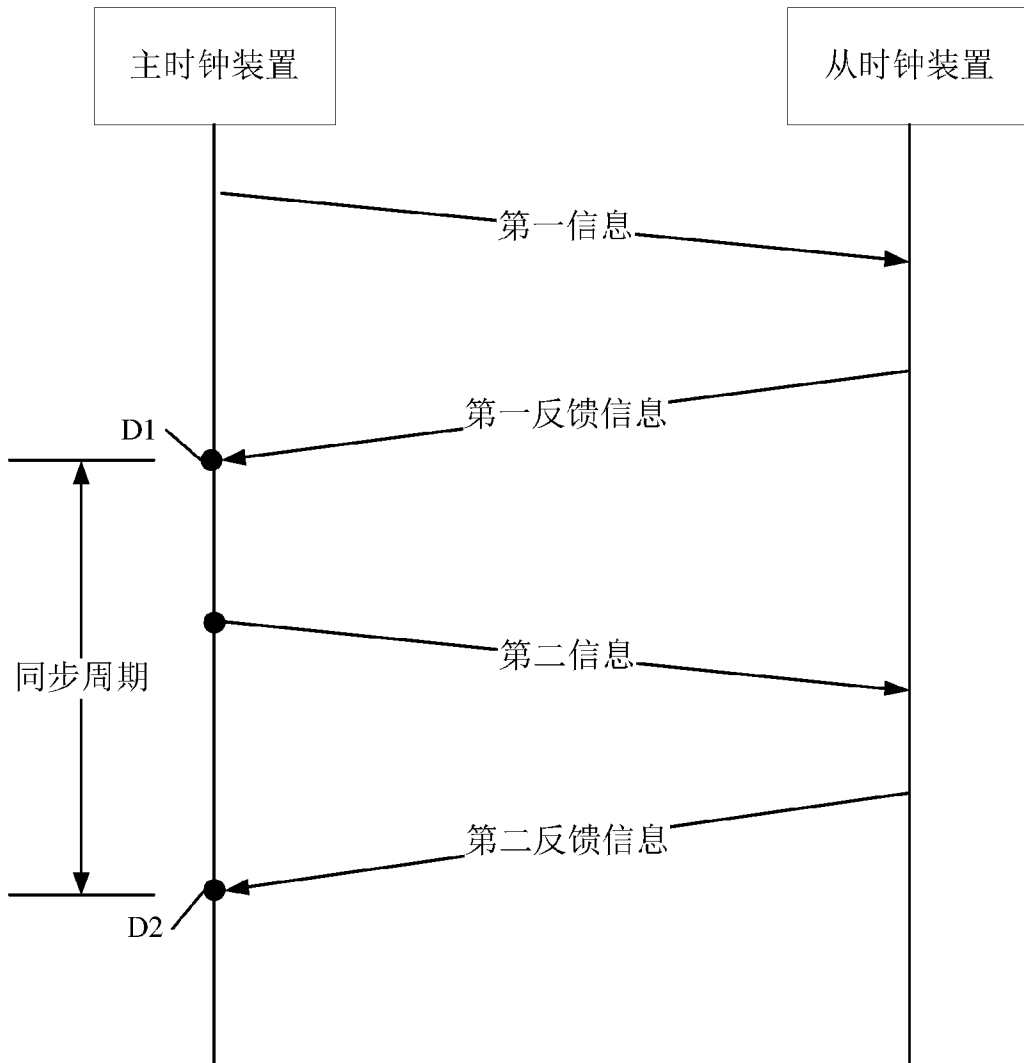 主时钟装置
从时钟装置
第一信息
第一反馈信息
D1
第二信息
同步周期
第二反馈信息
D2